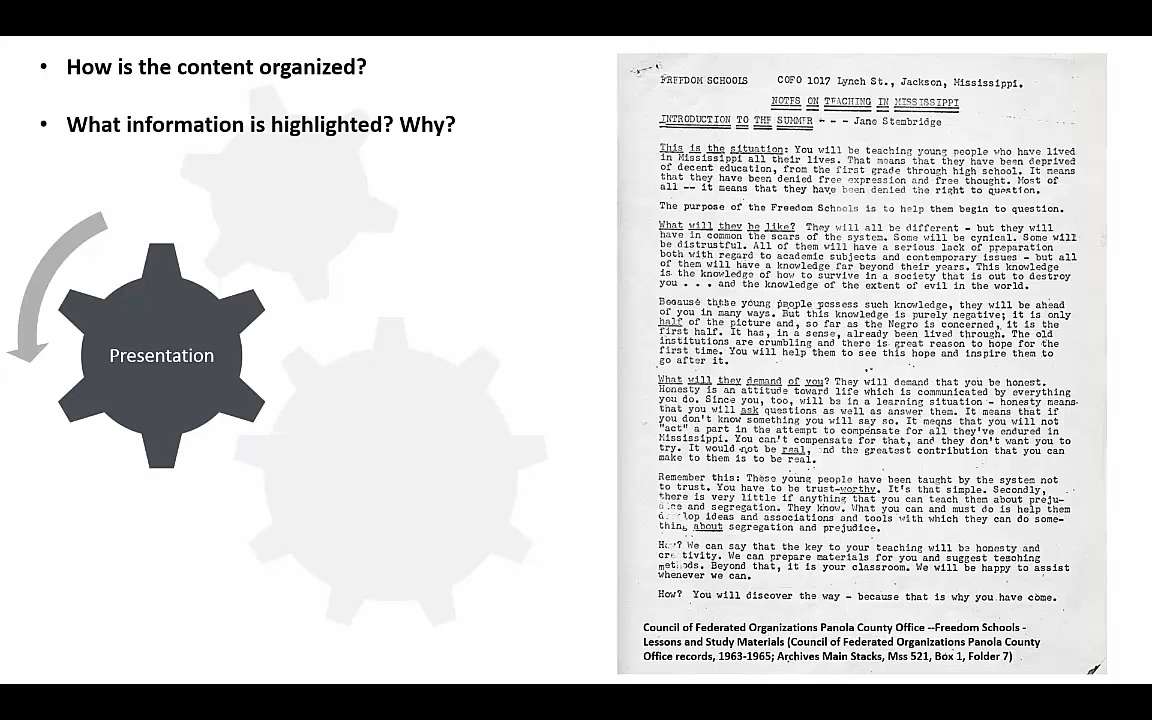 • How is the content organized?
• What information is highlighted? Why?
Presentation
FREEDOM SCHOOLS COFO 1017 Lynch St., Jackson, Mississippi.
NOTES ON TEACHING IN MISSISSIPPI
INTRODUCTION TO THE SUMMER - - - Jane Stembridge
This is the situation: You will be teaching young people who have lived
in Mississippi all their lives. That means that they have been deprived
of decent education, from the first grade through high school. It means
that they have been denied free expression and free thought. Most of
all -- it means that they have been denied the right to question.
The purpose of the Freedom Schools is to help them begin to question.
What will they be like? They will all be different - but they will
have in common the scars of the system. Some will be cynical. Some will
be distrustful. All of them will have a serious lack of preparation
both with regard to academic subjects and contemporary issues - but all
of them will have a knowledge far beyond their years. This knowledge
is the knowledge of how to survive in a society that is out to destroy
you . . . and the knowledge of the extent of evil in the world.
Because these young people possess such knowledge, they will be ahead
of you in many ways. But this knowledge is purely negative; it is only
half of the picture and, so far as the Negro is concerned, it is the
first half. It has, in a sense, already been lived through. The old
institutions are crumbling and there is great reason to hope for the
first time. You will help them to see this hope and inspire them to
go after it.
What will they demand of you? They will demand that you be honest.
Honesty is an attitude toward life which is communicated by everything
you do. Since you, too, will be in a learning situation - honesty means
that you will ask questions as well as answer them. It means that if
you don't know something you will say so. It means that you will not
"act" a part in the attempt to compensate for all they've endured in
Mississippi. You can't compensate for that, and they don't want you to
try. It would not be real, and the greatest contribution that you can
make to them is to be real.
Remember this: These young people have been taught by the system not
to trust. You have to be trust-worthy. It's that simple. Secondly,
there is very little if anything that you can teach them about preju-
dice and segregation. They know. What you can and must do is help them
develop ideas and associations and tools with which they can do some-
thing about segregation and prejudice.
How? We can say that the key to your teaching will be honesty and
creativity. We can prepare materials for you and suggest teaching
methods. Beyond that, it is your classroom. We will be happy to assist
whenever we can.
How? You will discover the way - because that is why you have come.
Council of Federated Organizations Panola County Office --Freedom Schools -
Lessons and Study Materials (Council of Federated Organizations Panola County
Office records, 1963-1965; Archives Main Stacks, Mss 521, Box 1, Folder 7)